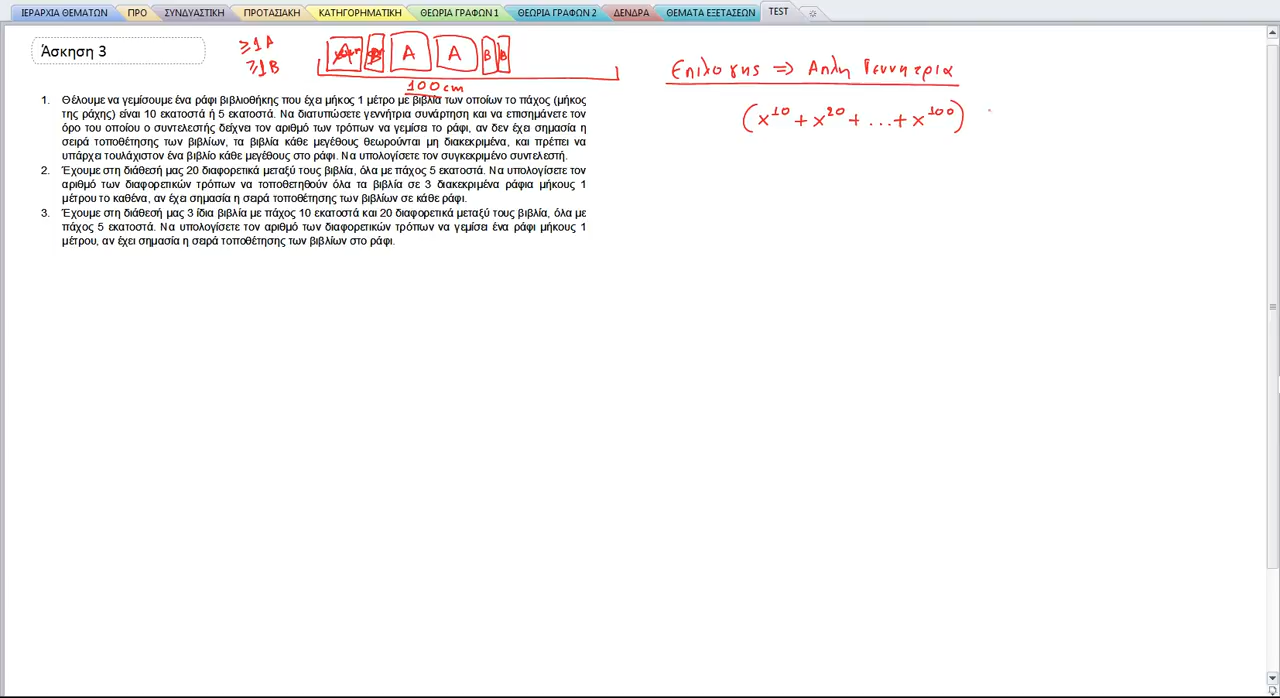 ΙΕΡΑΡΧΙΑ ΘΕΜΑΤΩΝ ΠΡΟ ΣΥΝΔΥΑΣΤΙΚΗ ΠΡΟΤΑΣΙΑΚΗ ΚΑΤΗΓΟΡΗΜΑΤΙΚΗ ΘΕΩΡΙΑ ΓΡΑΦΩΝ 1 ΘΕΩΡΙΑ ΓΡΑΦΩΝ 2 ΔΕΝΔΡΑ ΘΕΜΑΤΑ ΕΞΕΤΑΣΕΩΝ TEST
Άσκηση 3
≥1A
≥1B
A A B B
100cm
Επιλογης ⇒ Απλη Γεννητρια
(x^10 + x^20 + ... + x^100)
1. Θέλουμε να γεμίσουμε ένα ράφι βιβλιοθήκης που έχει μήκος 1 μέτρο με βιβλία των οποίων το πάχος (μήκος
της ράχης) είναι 10 εκατοστά ή 5 εκατοστά. Να διατυπώσετε γεννήτρια συνάρτηση και να επισημάνετε τον
όρο του οποίου ο συντελεστής δείχνει τον αριθμό των τρόπων να γεμίσει το ράφι, αν δεν έχει σημασία η
σειρά τοποθέτησης των βιβλίων, τα βιβλία κάθε μεγέθους θεωρούνται μη διακεκριμένα, και πρέπει να
υπάρχει τουλάχιστον ένα βιβλίο κάθε μεγέθους στο ράφι. Να υπολογίσετε τον συγκεκριμένο συντελεστή.
2. Έχουμε στη διάθεσή μας 20 διαφορετικά μεταξύ τους βιβλία, όλα με πάχος 5 εκατοστά. Να υπολογίσετε τον
αριθμό των διαφορετικών τρόπων να τοποθετηθούν όλα τα βιβλία σε 3 διακεκριμένα ράφια μήκους 1
μέτρου το καθένα, αν έχει σημασία η σειρά τοποθέτησης των βιβλίων σε κάθε ράφι.
3. Έχουμε στη διάθεσή μας 3 ίδια βιβλία με πάχος 10 εκατοστά και 20 διαφορετικά μεταξύ τους βιβλία, όλα με
πάχος 5 εκατοστά. Να υπολογίσετε τον αριθμό των διαφορετικών τρόπων να γεμίσει ένα ράφι μήκους 1
μέτρου, αν έχει σημασία η σειρά τοποθέτησης των βιβλίων στο ράφι.